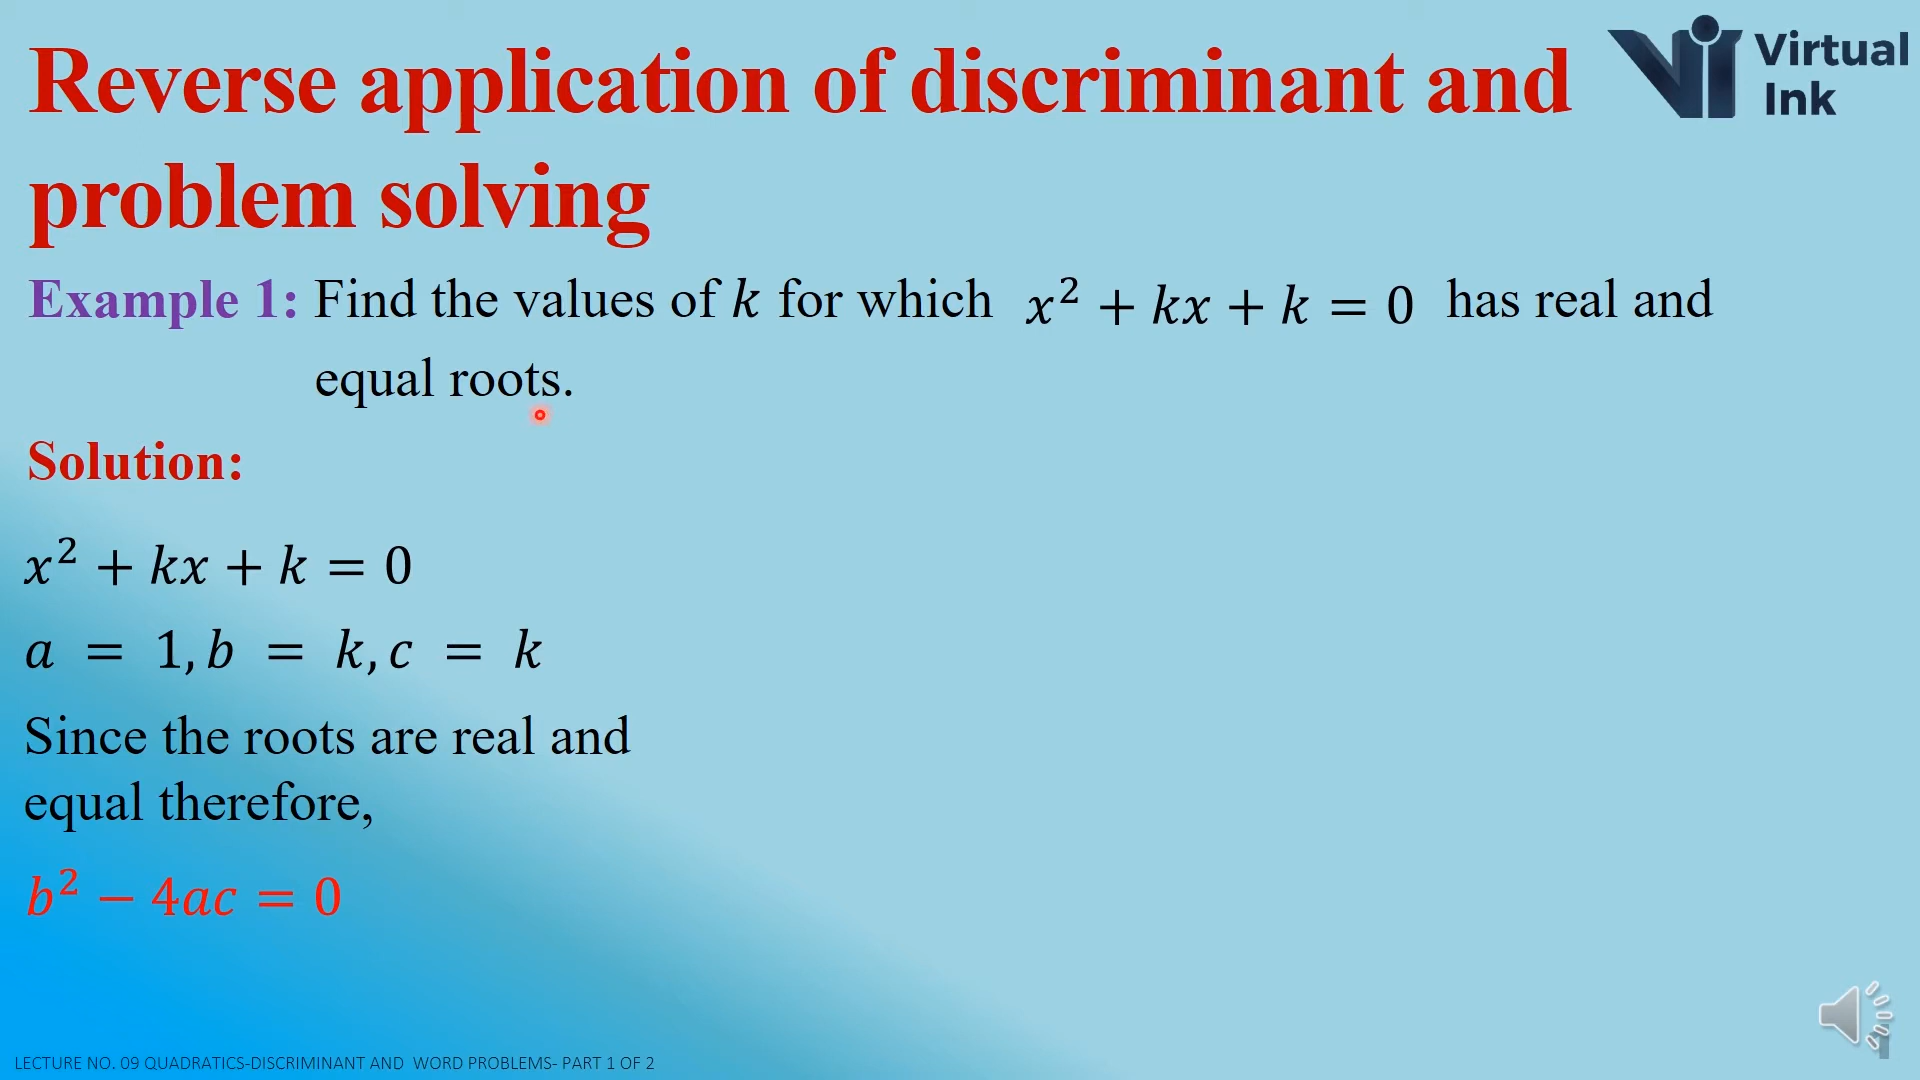 Reverse application of discriminant and
problem solving
Virtual
Ink
Example 1: Find the values of k for which x² + kx + k = 0 has real and
equal roots.
Solution:
x² + kx + k = 0
a = 1, b = k, c = k
Since the roots are real and
equal therefore,
b² − 4ac = 0
LECTURE NO. 09 QUADRATICS-DISCRIMINANT AND WORD PROBLEMS- PART 1 OF 2